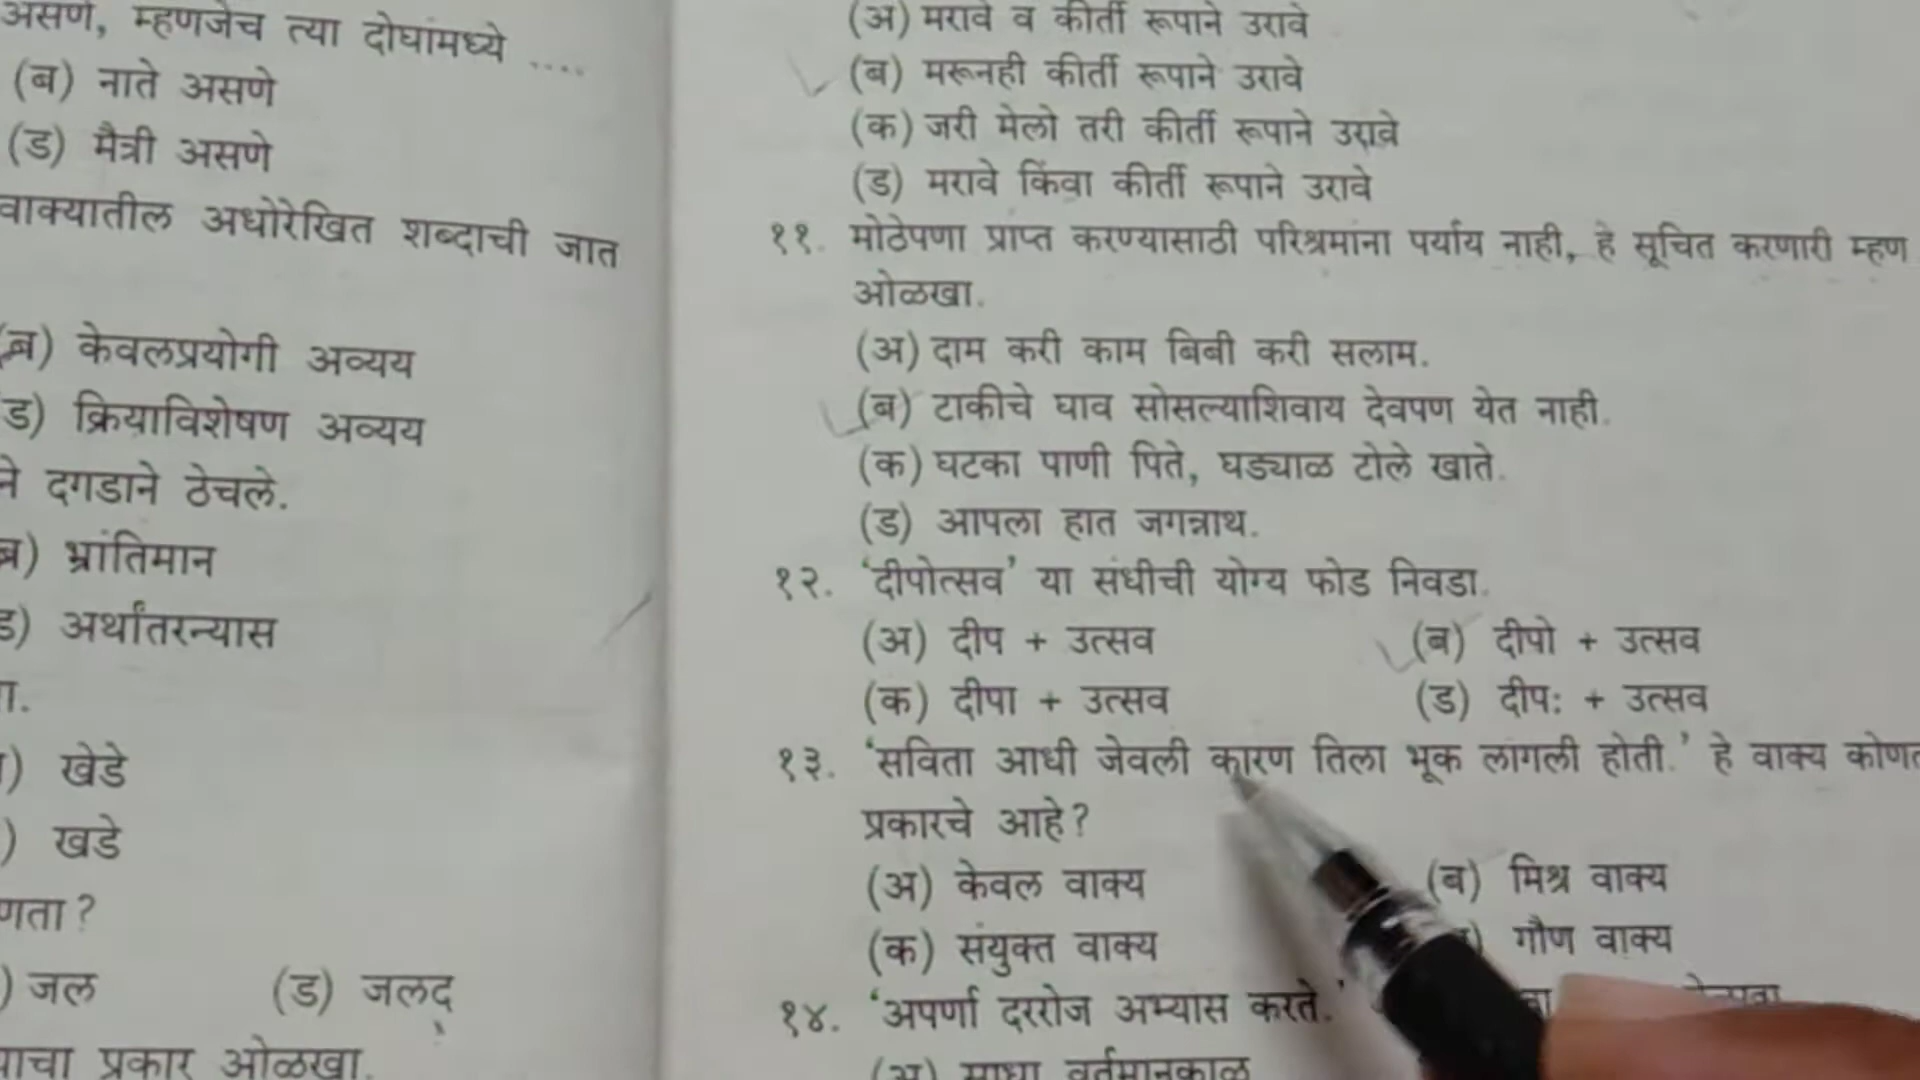 असणे, म्हणजेच त्या दोघांमध्ये ....
(ब) नाते असणे
(ड) मैत्री असणे
वाक्यातील अधोरेखित शब्दाची जात
(ब) केवलप्रयोगी अव्यय
ड) क्रियाविशेषण अव्यय
ने दगडाने ठेचले.
ब) भ्रांतिमान
ड) अर्थांतरन्यास
) खेडे
) खडे
णता?
) जल (ड) जलद
प्रकार ओळखा.
(अ) मरावे व कीर्ती रूपाने उरावे
(ब) मरूनही कीर्ती रूपाने उरावे
(क) जरी मेलो तरी कीर्ती रूपाने उरावे
(ड) मरावे किंवा कीर्ती रूपाने उरावे
११. मोठेपणा प्राप्त करण्यासाठी परिश्रमांना पर्याय नाही, हे सूचित करणारी म्हण
ओळखा.
(अ) दाम करी काम बिबी करी सलाम.
(ब) टाकीचे घाव सोसल्याशिवाय देवपण येत नाही.
(क) घटका पाणी पिते, घड्याळ टोले खाते.
(ड) आपला हात जगन्नाथ.
१२. 'दीपोत्सव' या संधीची योग्य फोड निवडा.
(अ) दीप + उत्सव (ब) दीपो + उत्सव
(क) दीपा + उत्सव (ड) दीप: + उत्सव
१३. 'सविता आधी जेवली कारण तिला भूक लागली होती.' हे वाक्य कोणत
प्रकारचे आहे?
(अ) केवल वाक्य (ब) मिश्र वाक्य
(क) संयुक्त वाक्य ) गौण वाक्य
१४. 'अपर्णा दररोज अभ्यास करते.'
(अ) साधा वर्तमानकाळ